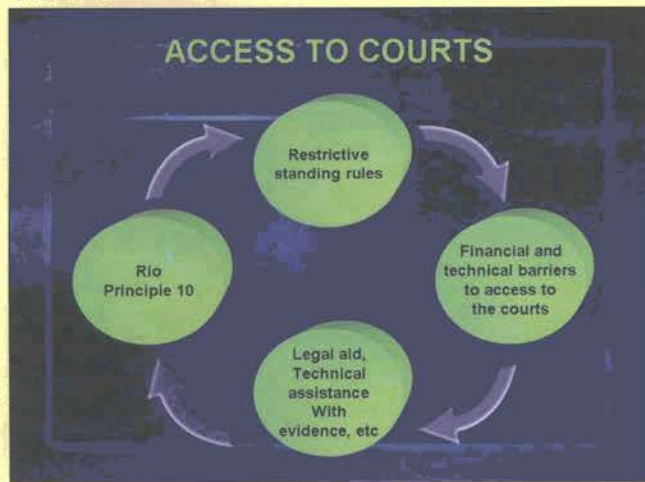 ACCESS TO COURTS
Restrictive
standing rules
Financial and
technical barriers
to access to
the courts
Legal aid,
Technical
assistance
With
evidence, etc
Rio
Principle 10